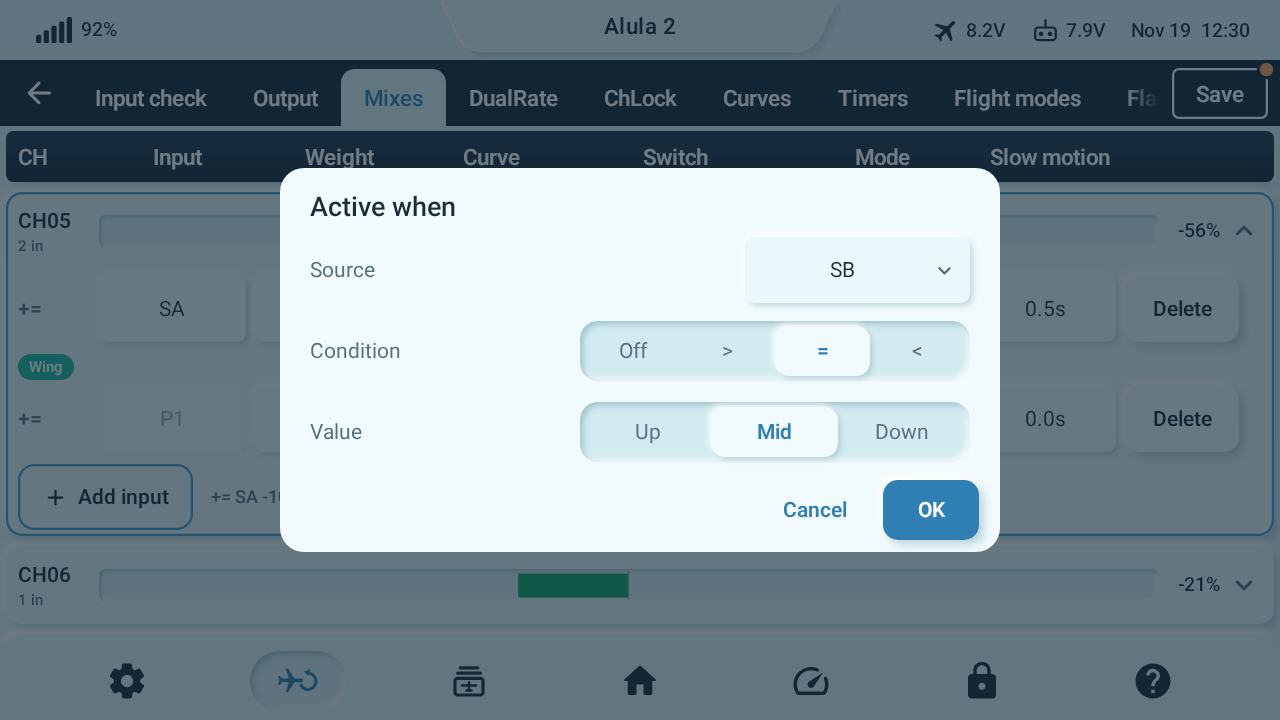 92%
Alula 2
8.2V
7.9V
Nov 19 12:30
Input check
Output
Mixes
DualRate
ChLock
Curves
Timers
Flight modes
Fla
Save
CH
Input
Weight
Curve
Switch
Mode
Slow motion
CH05
2 in
-56%
+=
SA
0.5s
Delete
Wing
+=
P1
0.0s
Delete
+ Add input
+= SA -10
Active when
Source
SB
Condition
Off
>
=
<
Value
Up
Mid
Down
Cancel
OK
CH06
1 in
-21%